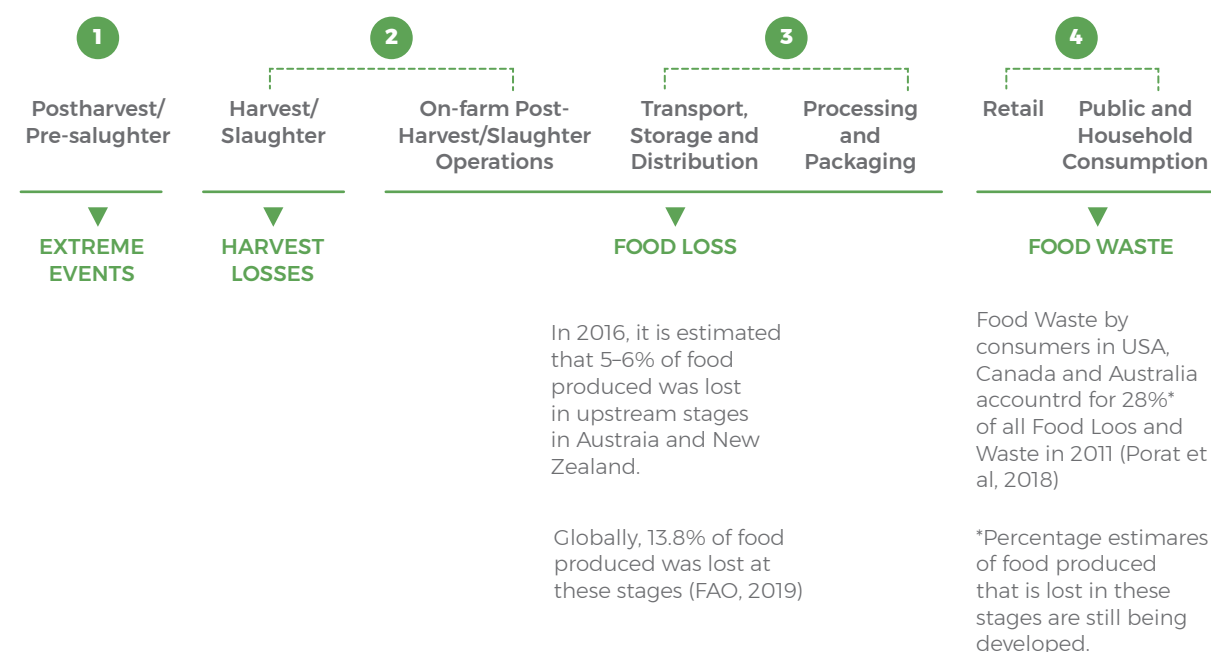 1
2
3
4
Postharvest/
Pre-salughter
Harvest/
Slaughter
On-farm Post-
Harvest/Slaughter
Operations
Transport,
Storage and
Distribution
Processing
and
Packaging
Retail
Public and
Household
Consumption
EXTREME
EVENTS
HARVEST
LOSSES
FOOD LOSS
FOOD WASTE
In 2016, it is estimated
that 5–6% of food
produced was lost
in upstream stages
in Austraia and New
Zealand.
Globally, 13.8% of food
produced was lost at
these stages (FAO, 2019)
Food Waste by
consumers in USA,
Canada and Australia
accountrd for 28%*
of all Food Loos and
Waste in 2011 (Porat et
al, 2018)
*Percentage estimares
of food produced
that is lost in these
stages are still being
developed.